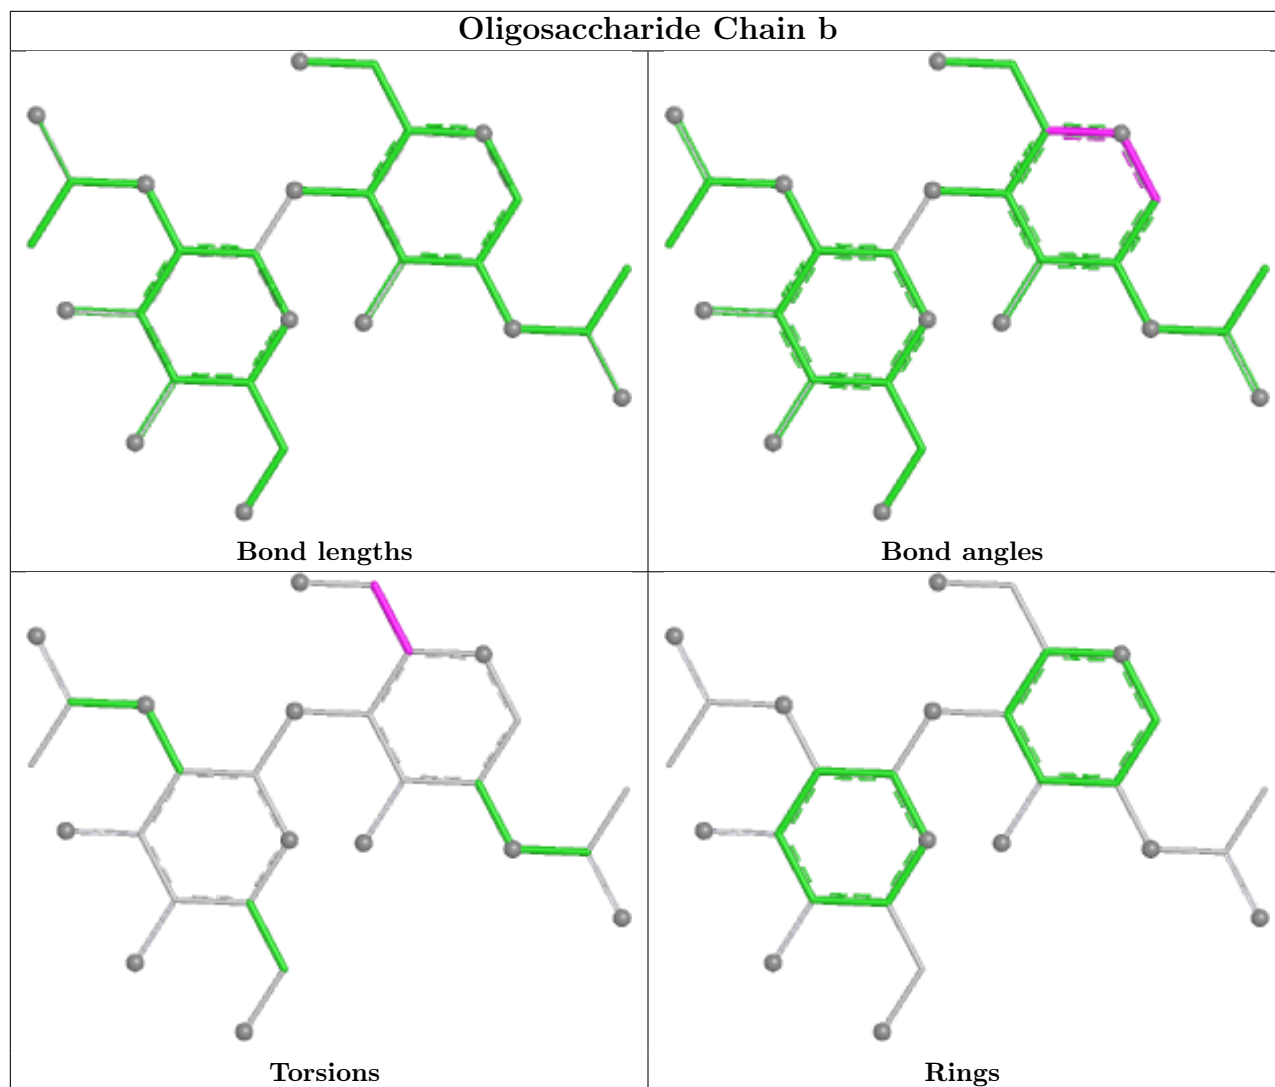 Oligosaccharide Chain b
Bond lengths
Bond angles
Torsions
Rings